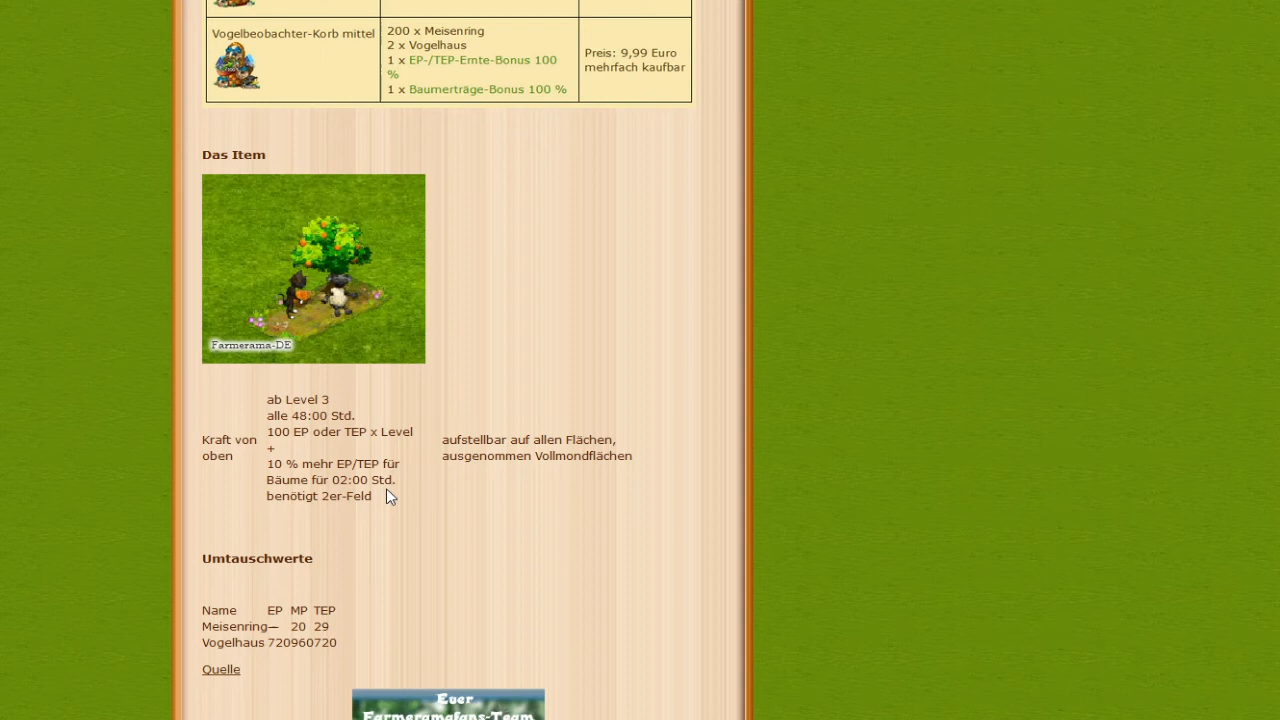 Vogelbeobachter-Korb mittel
200 x Meisenring
2 x Vogelhaus
1 x EP-/TEP-Ernte-Bonus 100
%
1 x Baumerträge-Bonus 100 %
Preis: 9,99 Euro
mehrfach kaufbar
Das Item
Farmerama-DE
Kraft von
oben
ab Level 3
alle 48:00 Std.
100 EP oder TEP x Level
+
10 % mehr EP/TEP für
Bäume für 02:00 Std.
benötigt 2er-Feld
aufstellbar auf allen Flächen,
ausgenommen Vollmondflächen
Umtauschwerte
Name EP MP TEP
Meisenring— 20 29
Vogelhaus 720960720
Quelle
Euer
Farmeramafans-Team